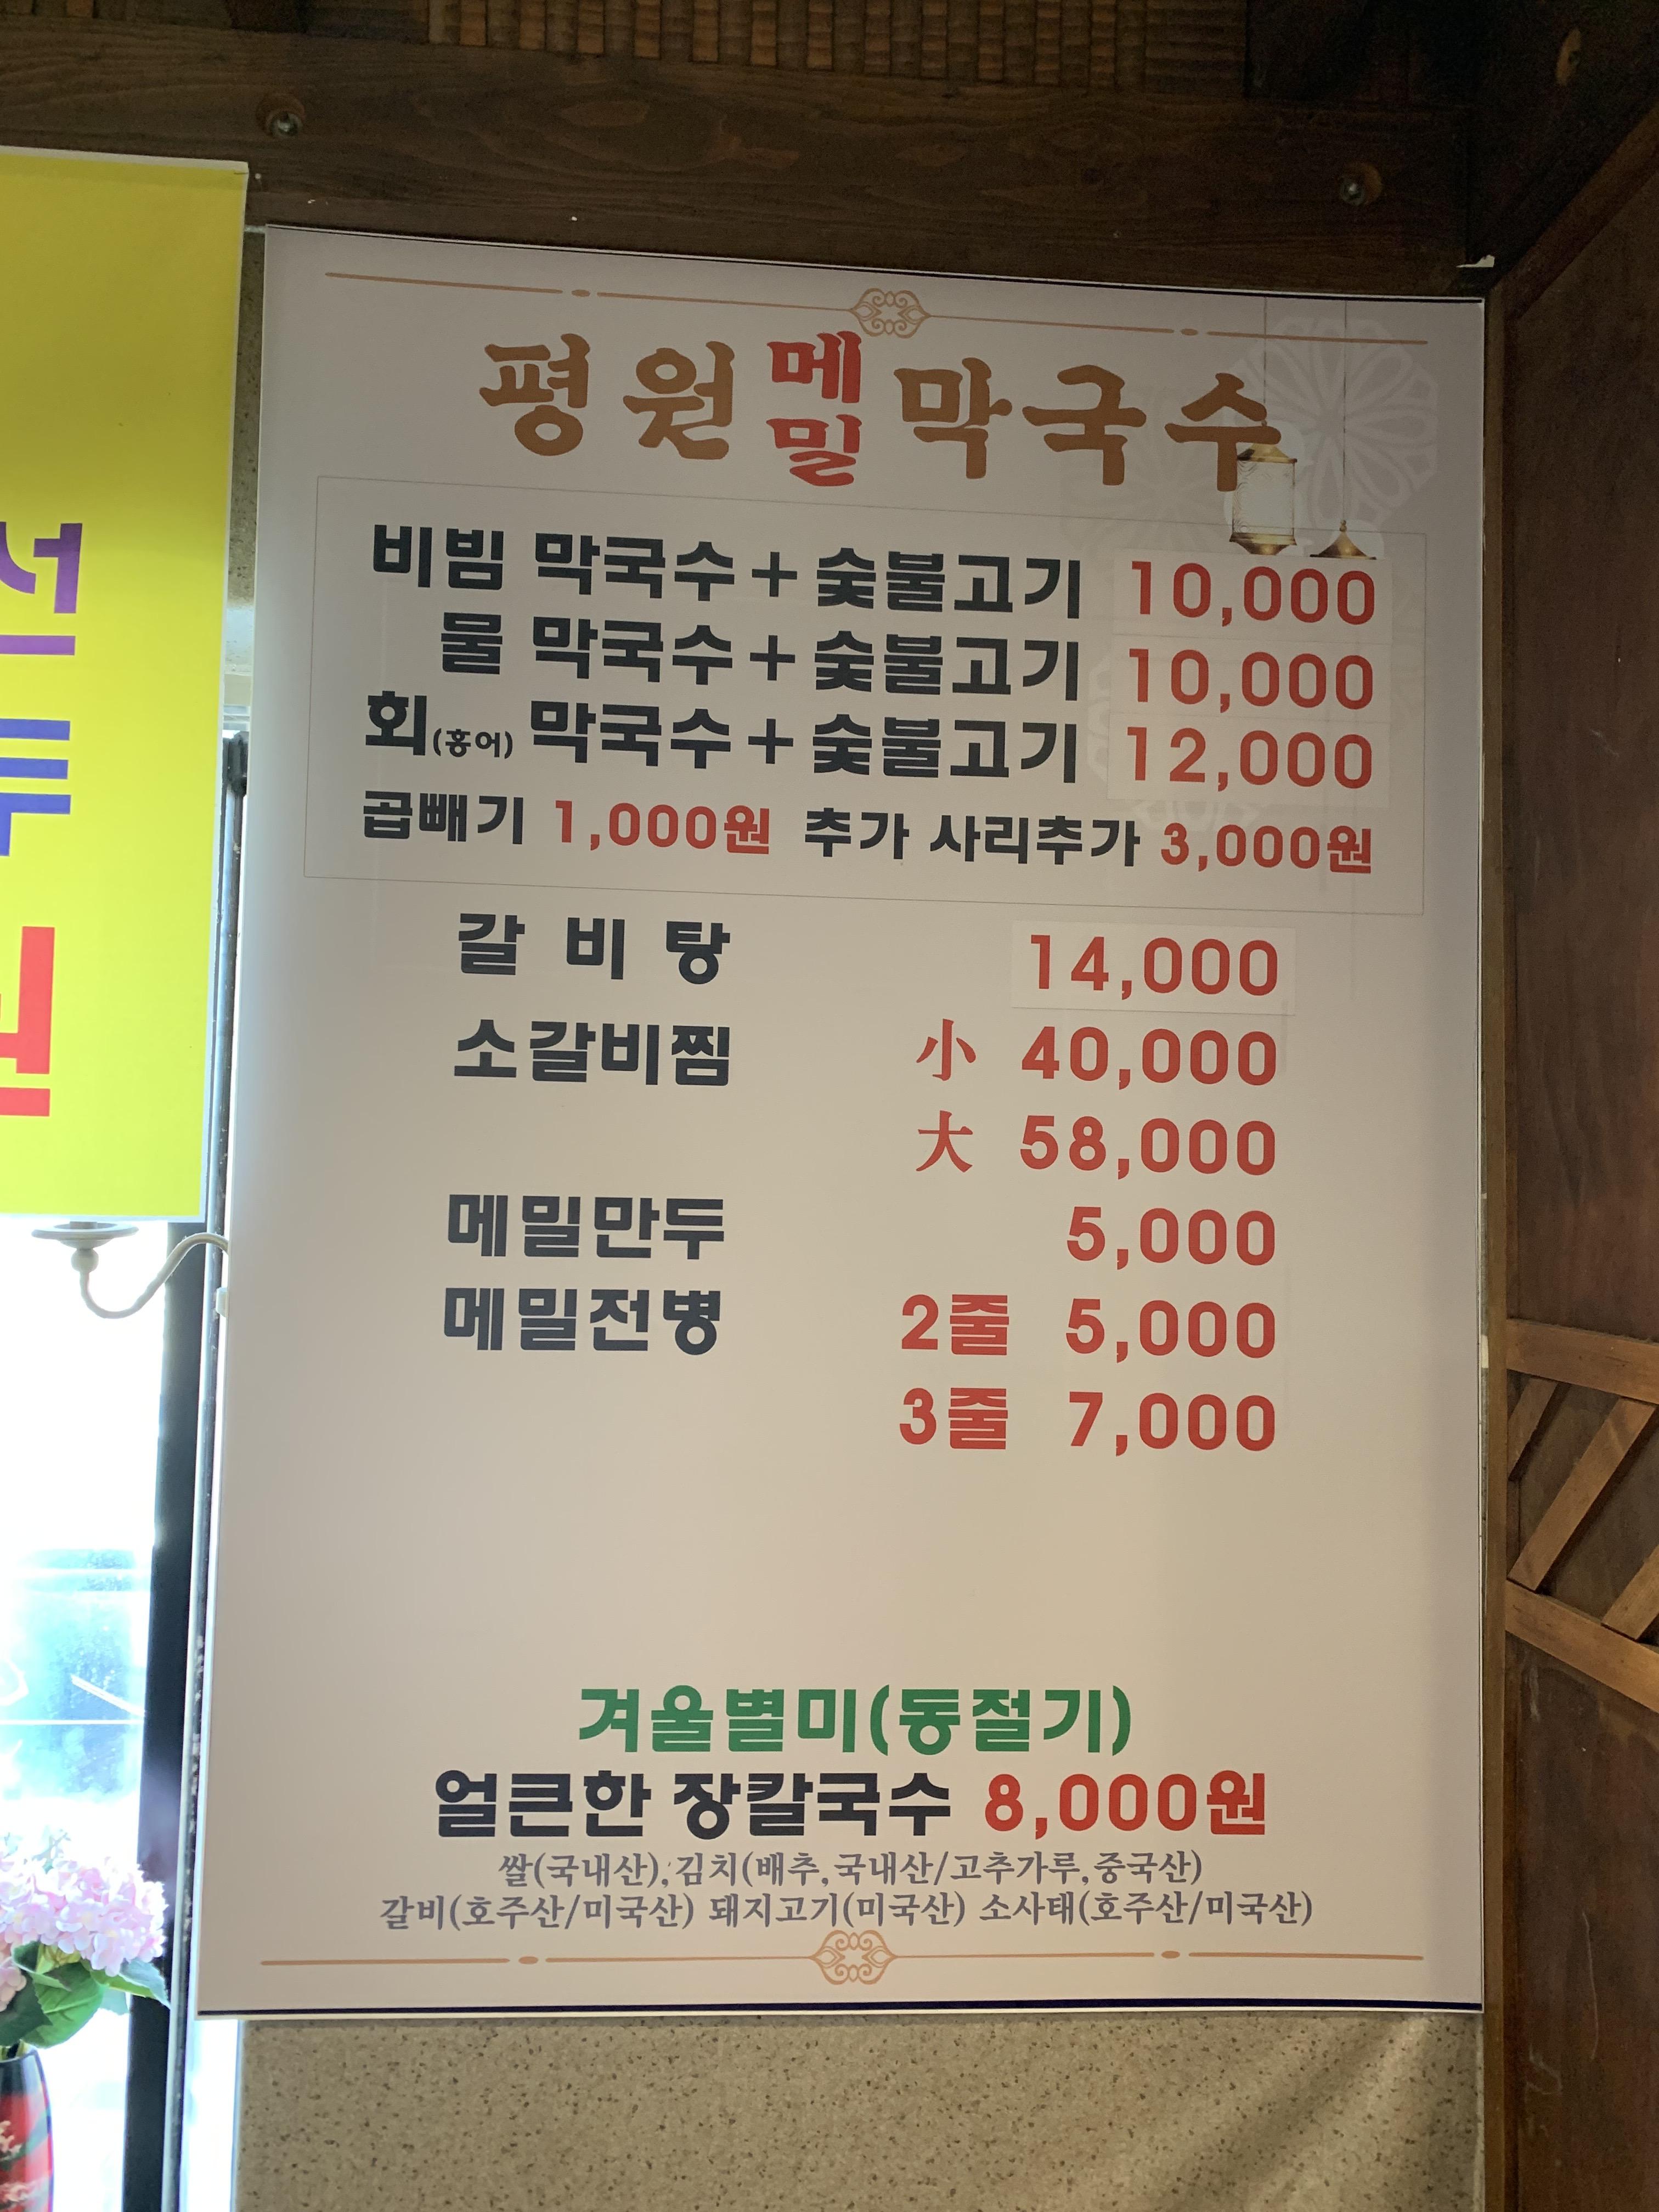 평원메밀막국수
비빔 막국수+숯불고기 10,000
물 막국수+숯불고기 10,000
회(홍어) 막국수+숯불고기 12,000
곱빼기 1,000원 추가 사리추가 3,000원
갈비탕 14,000
소갈비찜 小 40,000
大 58,000
메밀만두 5,000
메밀전병 2줄 5,000
3줄 7,000
겨울별미(동절기)
얼큰한 장칼국수 8,000원
쌀(국내산),김치(배추,국내산/고추가루,중국산)
갈비(호주산/미국산) 돼지고기(미국산) 소사태(호주산/미국산)